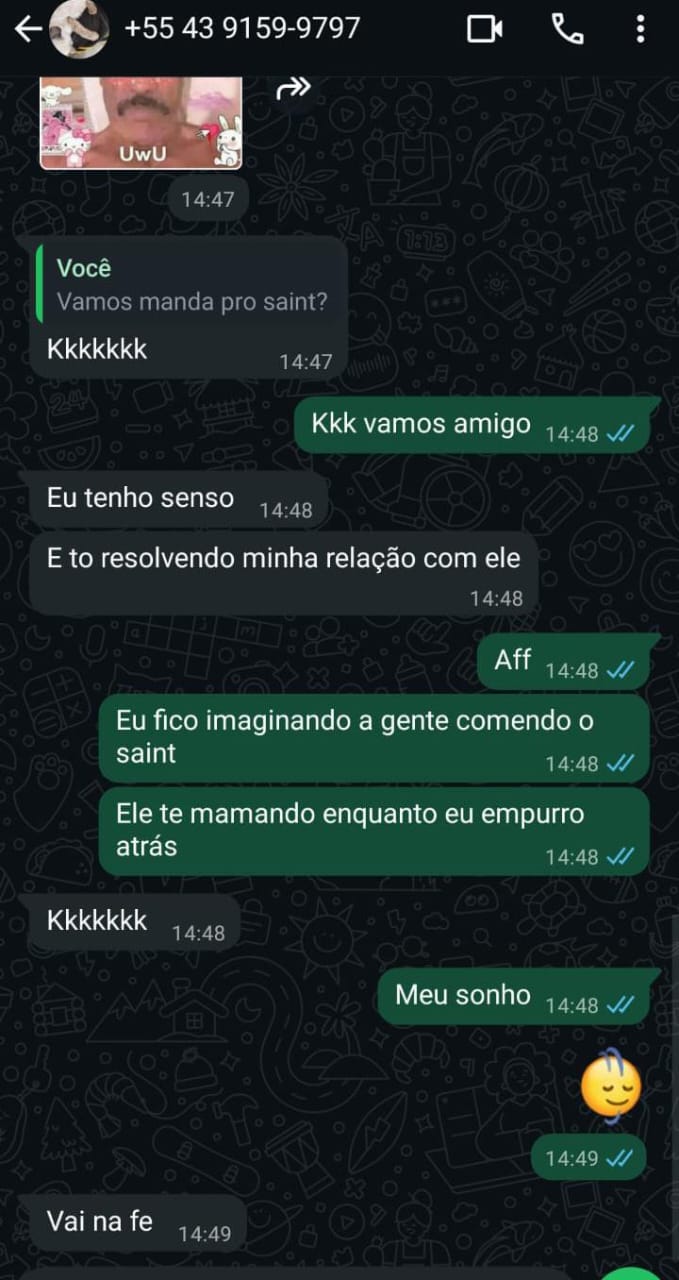 +55 43 9159-9797
UwU
14:47
Você
Vamos manda pro saint?
Kkkkkkk
14:47
Kkk vamos amigo 14:48
Eu tenho senso 14:48
E to resolvendo minha relação com ele
14:48
Aff 14:48
Eu fico imaginando a gente comendo o
saint
14:48
Ele te mamando enquanto eu empurro
atrás
14:48
Kkkkkkk 14:48
Meu sonho 14:48
14:49
Vai na fe 14:49